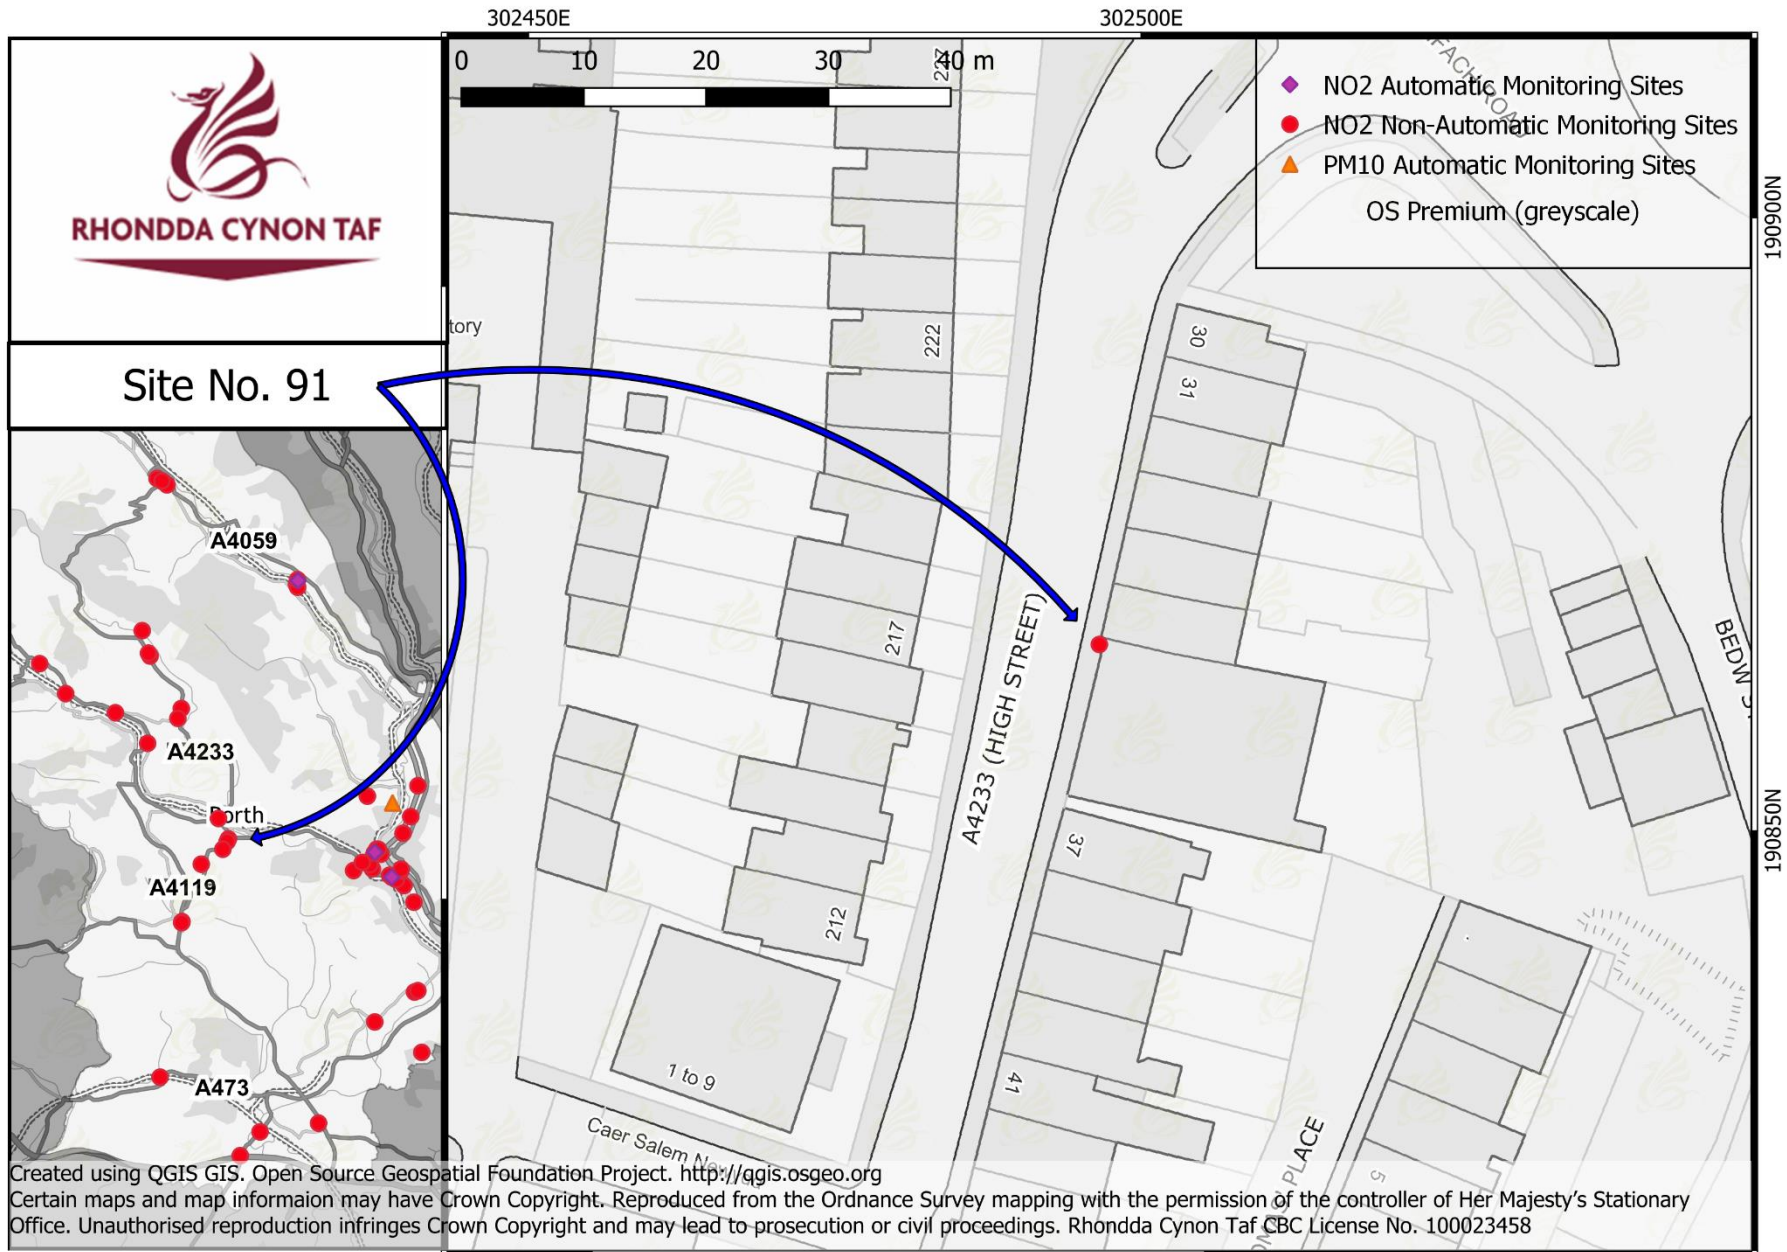 302450E
302500E
RHONDDA CYNON TAF
Site No. 91
0 10 20 30 40 m
NO2 Automatic Monitoring Sites
NO2 Non-Automatic Monitoring Sites
PM10 Automatic Monitoring Sites
OS Premium (greyscale)
190900N
190850N
tory
222
217
212
1 to 9
Caer Salem
A4233 (HIGH STREET)
30
31
37
41
5
BEDW
PLACE
ROAD
A4059
A4233
Porth
A4119
A473
Created using QGIS GIS. Open Source Geospatial Foundation Project. http://qgis.osgeo.org
Certain maps and map informaion may have Crown Copyright. Reproduced from the Ordnance Survey mapping with the permission of the controller of Her Majesty's Stationary
Office. Unauthorised reproduction infringes Crown Copyright and may lead to prosecution or civil proceedings. Rhondda Cynon Taf CBC License No. 100023458